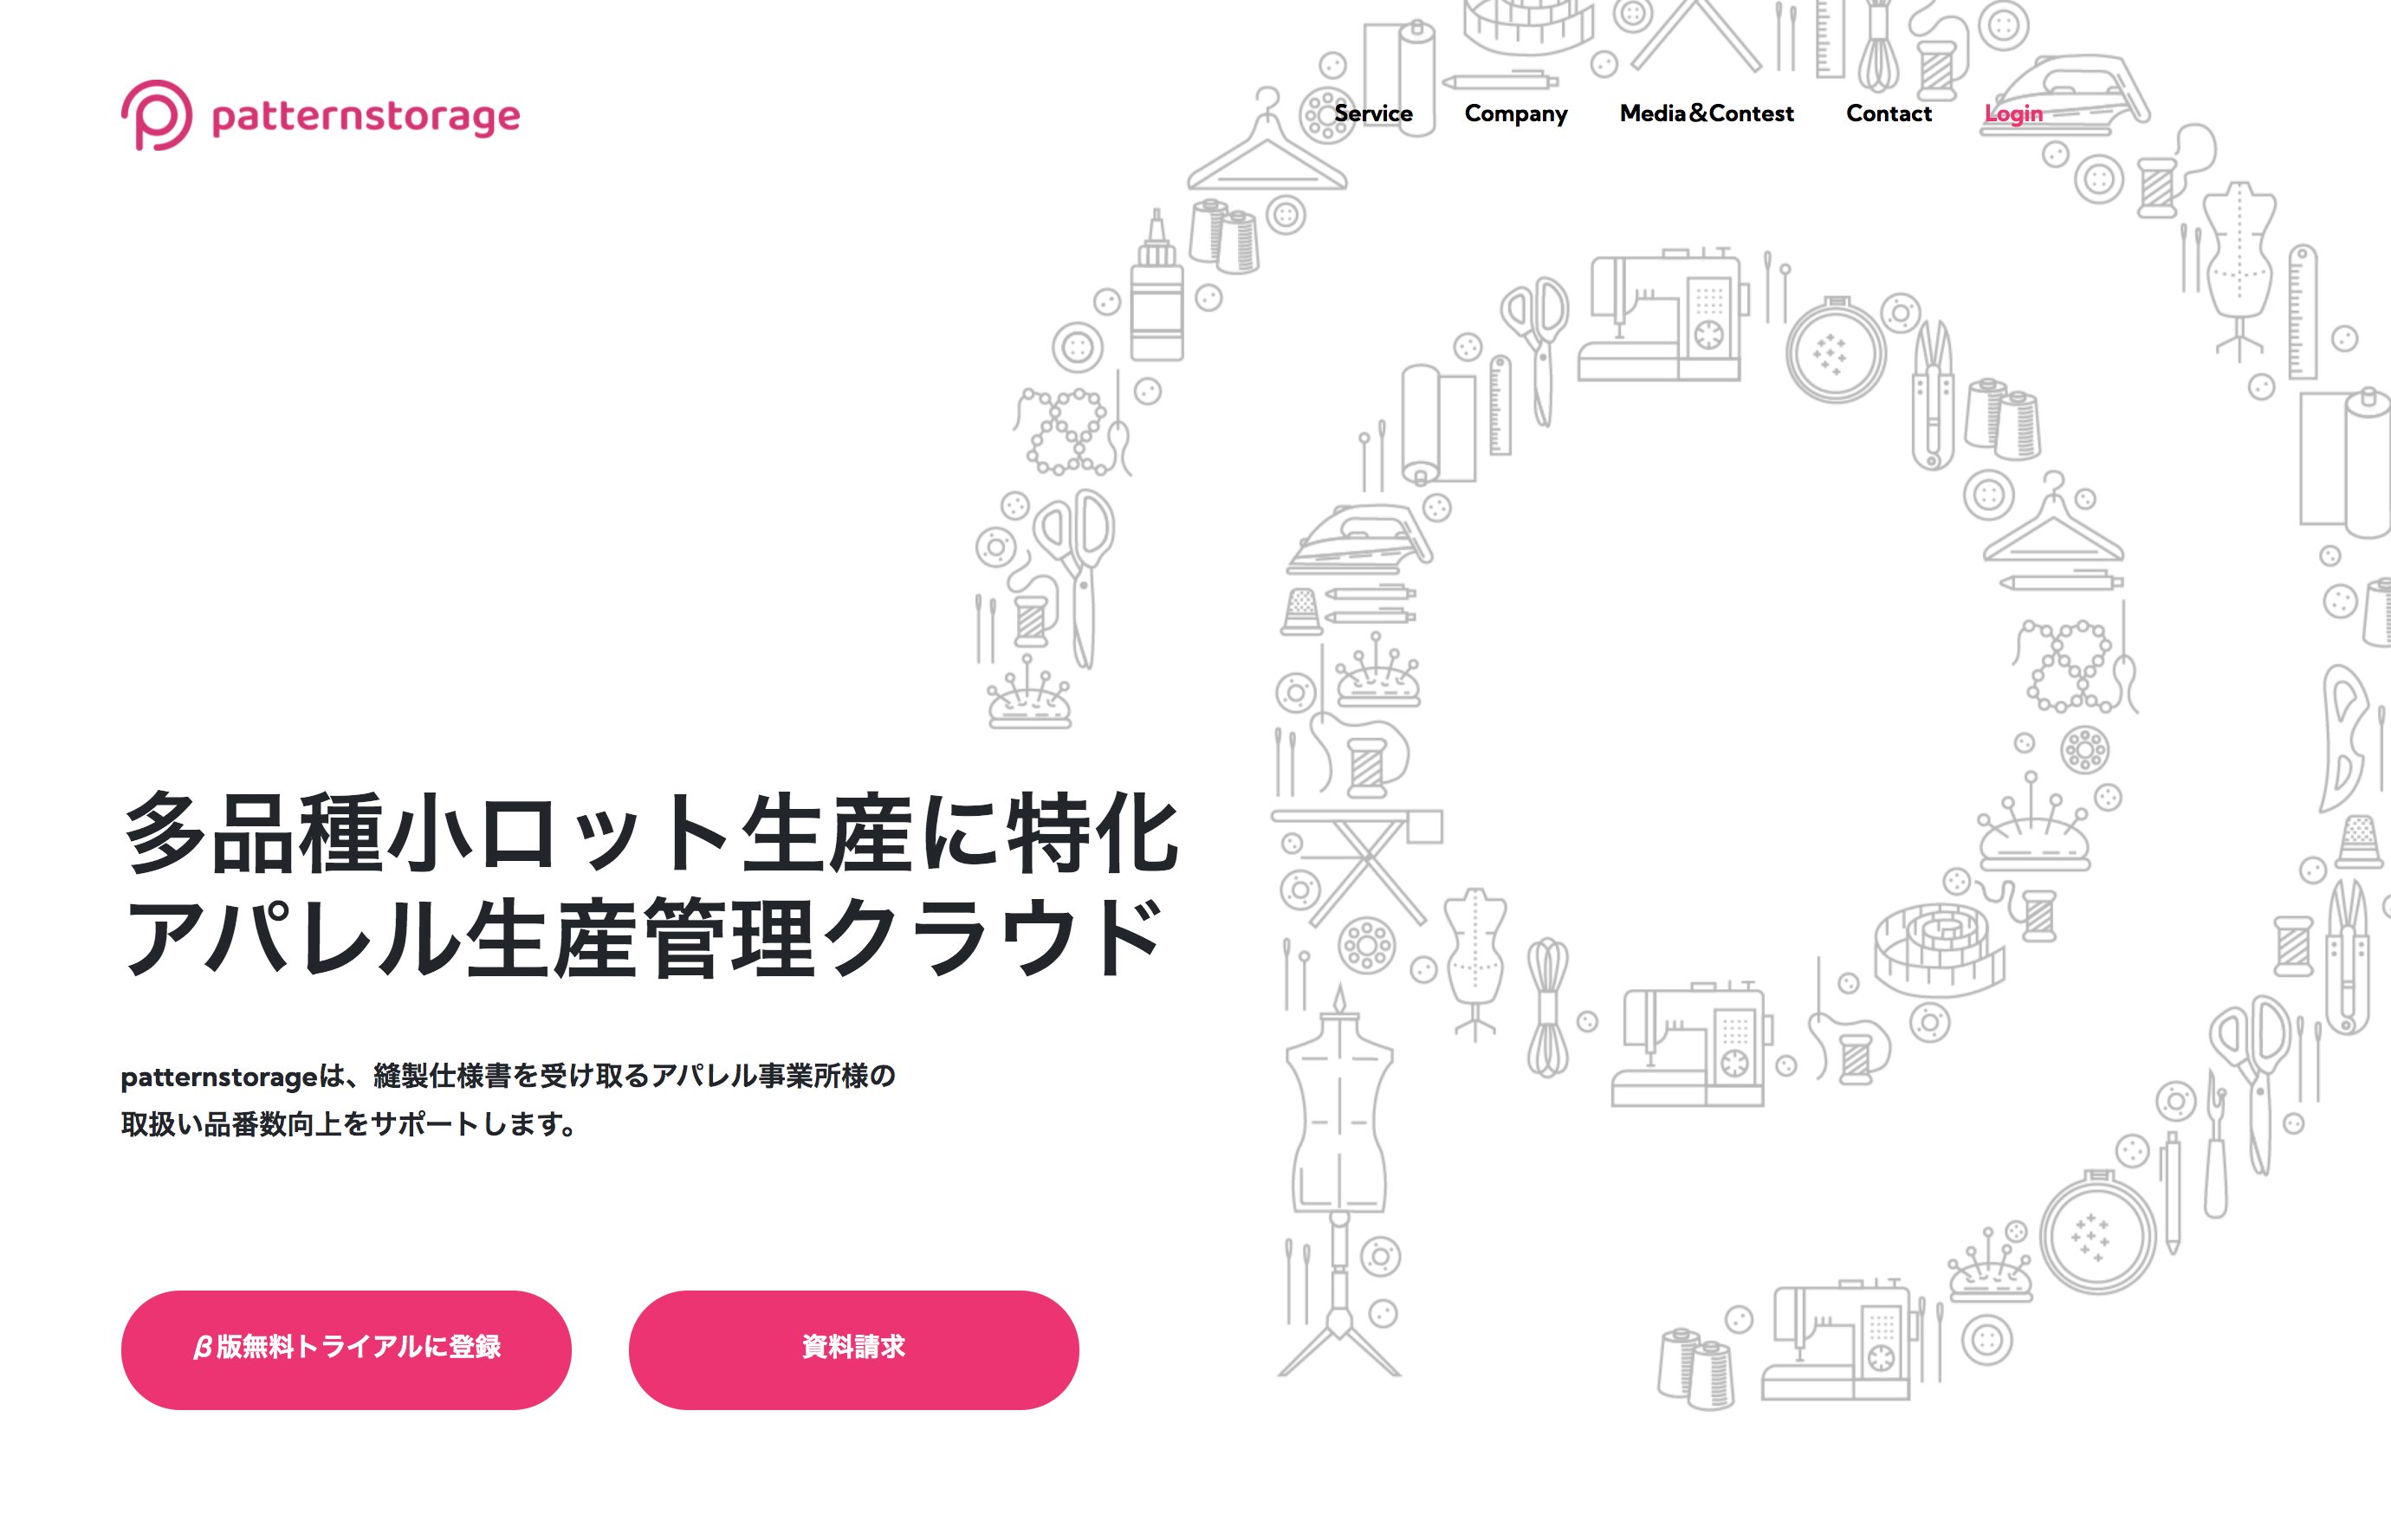 patternstorage
Service
Company
Media&Contest
Contact
Login
多品種小ロット生産に特化
アパレル生産管理クラウド
patternstorageは、縫製仕様書を受け取るアパレル事業所様の
取扱い品番数向上をサポートします。
β版無料トライアルに登録
資料請求